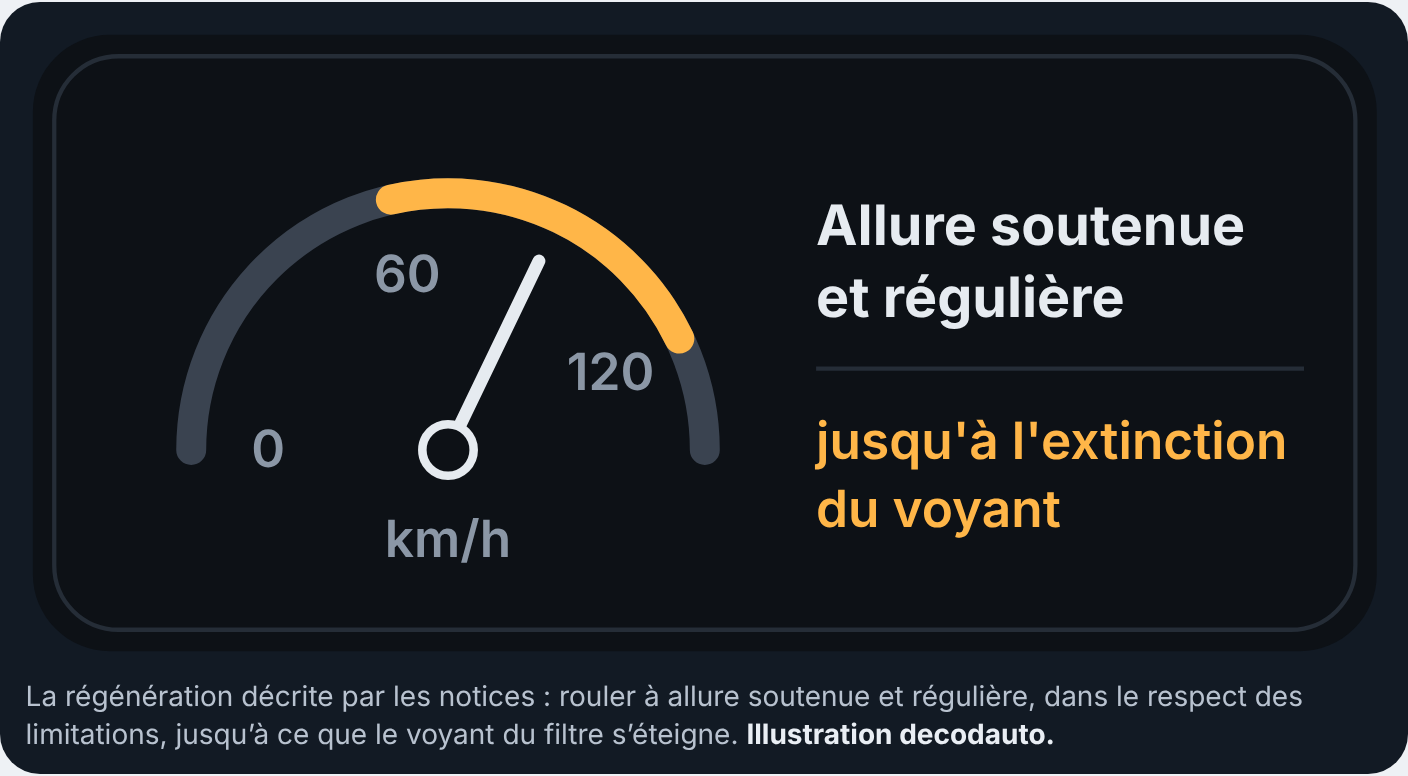 Allure soutenue
et régulière
60
120
0
km/h
jusqu'à l'extinction
du voyant
La régénération décrite par les notices : rouler à allure soutenue et régulière, dans le respect des
limitations, jusqu’à ce que le voyant du filtre s’éteigne. Illustration decodauto.